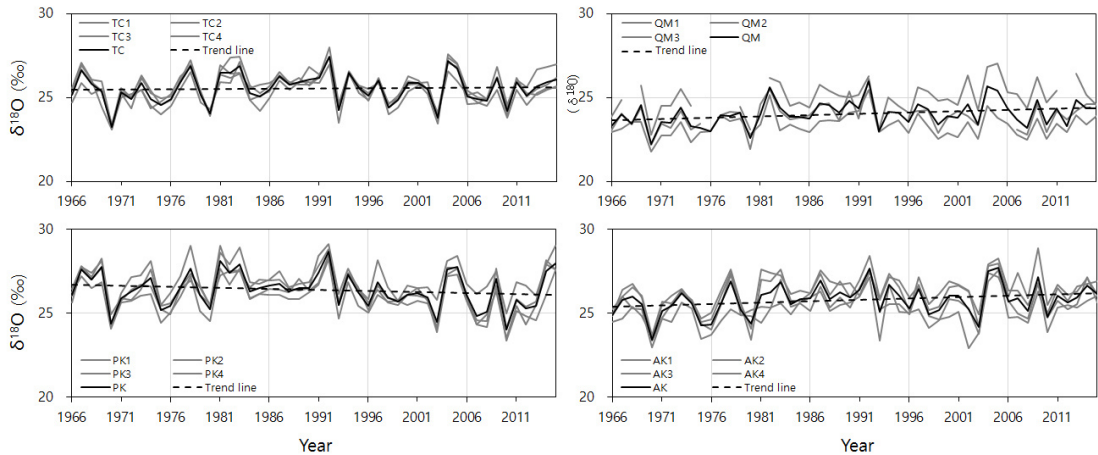 30
25
20
δ18O (‰)
TC1 TC2
TC3 TC4
TC Trend line
1966 1971 1976 1981 1986 1991 1996 2001 2006 2011
30
25
20
(δ18O)
QM1 QM2
QM3 QM
Trend line
1966 1971 1976 1981 1986 1991 1996 2001 2006 2011
30
25
20
δ18O (‰)
PK1 PK2
PK3 PK4
PK Trend line
1966 1971 1976 1981 1986 1991 1996 2001 2006 2011
Year
30
25
20
AK1 AK2
AK3 AK4
AK Trend line
1966 1971 1976 1981 1986 1991 1996 2001 2006 2011
Year